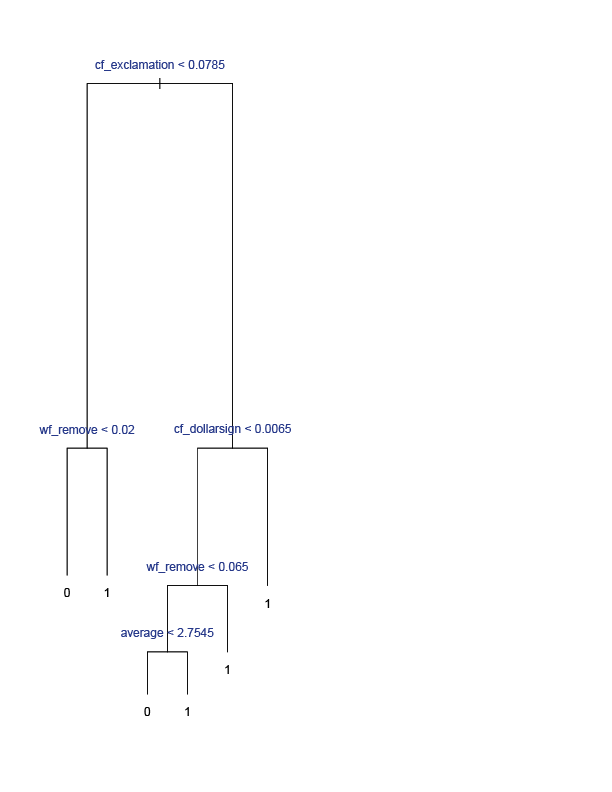 cf_exclamation < 0.0785
wf_remove < 0.02
cf_dollarsign < 0.0065
wf_remove < 0.065
0
1
1
average < 2.7545
1
0
1